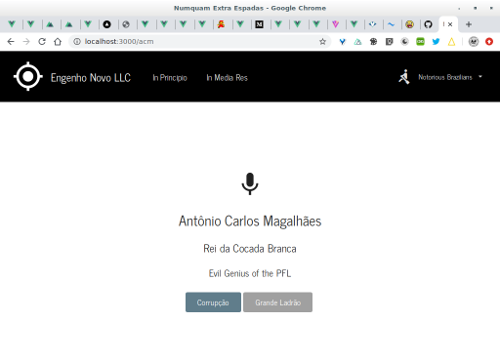 Numquam Extra Espadas - Google Chrome
localhost:3000/acm
Engenho Novo LLC
In Principio
In Media Res
Notorious Brazilians
Antônio Carlos Magalhães
Rei da Cocada Branca
Evil Genius of the PFL
Corrupção
Grande Ladrão